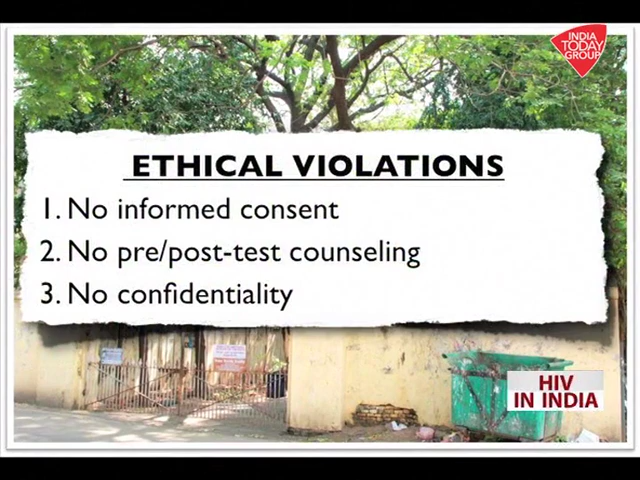 INDIA
TODAY
GROUP
ETHICAL VIOLATIONS
1. No informed consent
2. No pre/post-test counseling
3. No confidentiality
HIV
IN INDIA